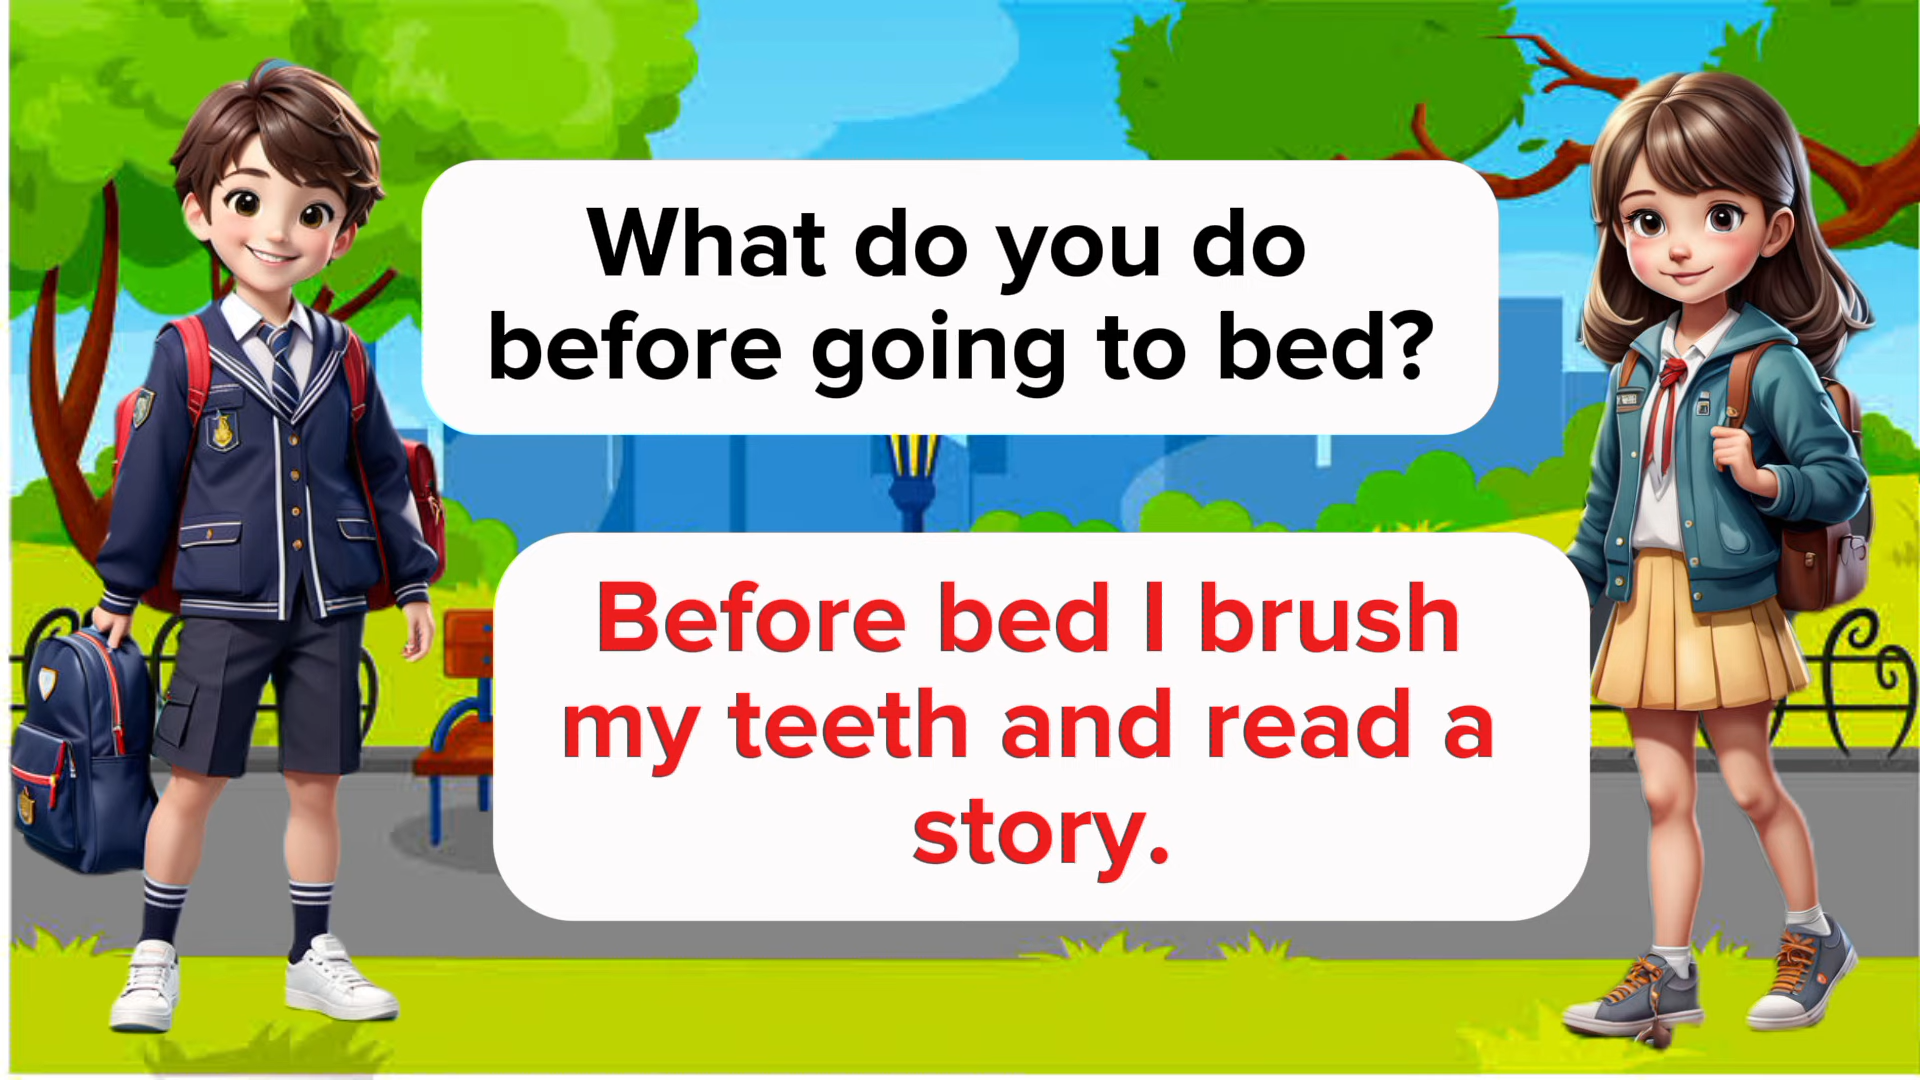 What do you do
before going to bed?
Before bed I brush
my teeth and read a
story.